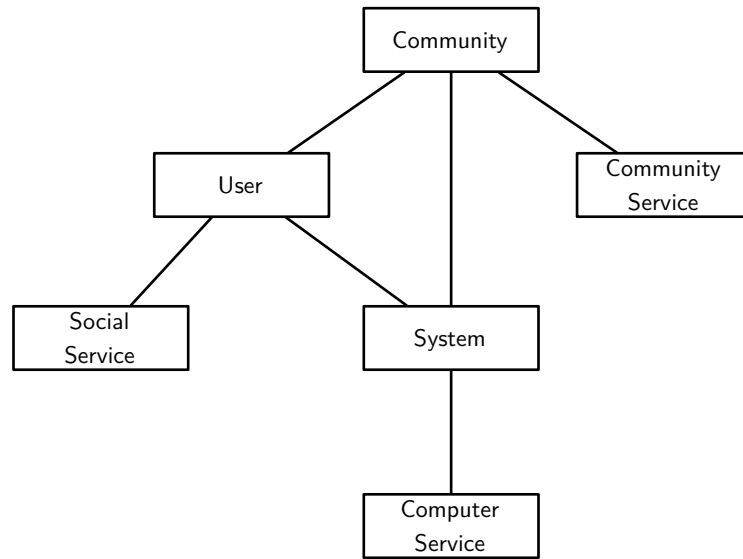 Community
User
Community
Service
Social
Service
System
Computer
Service